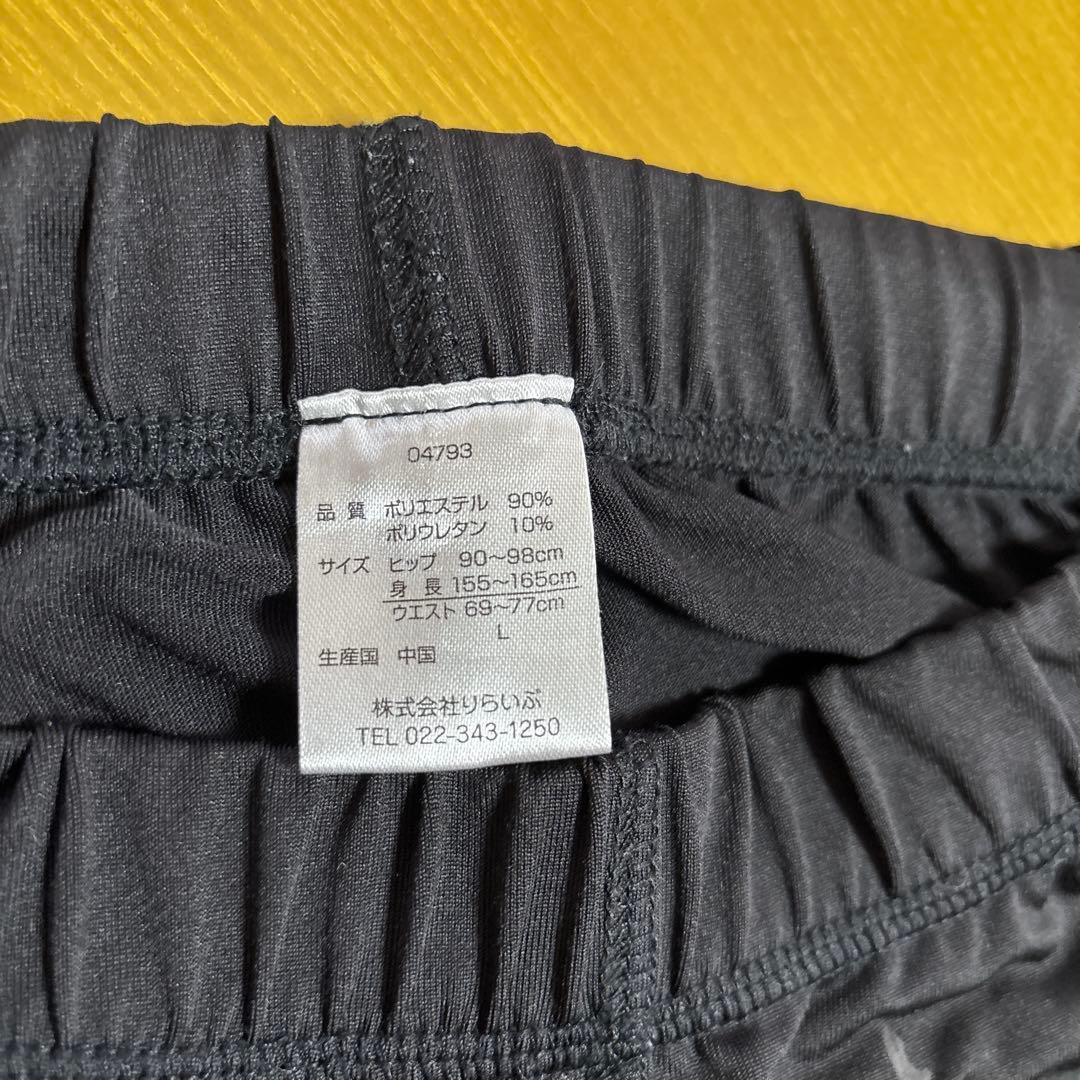 04793
品質 ポリエステル 90%
ポリウレタン 10%
サイズ ヒップ 90～98cm
身長 155～165cm
ウエスト 69～77cm
L
生産国 中国
株式会社りらいぶ
TEL 022-343-1250